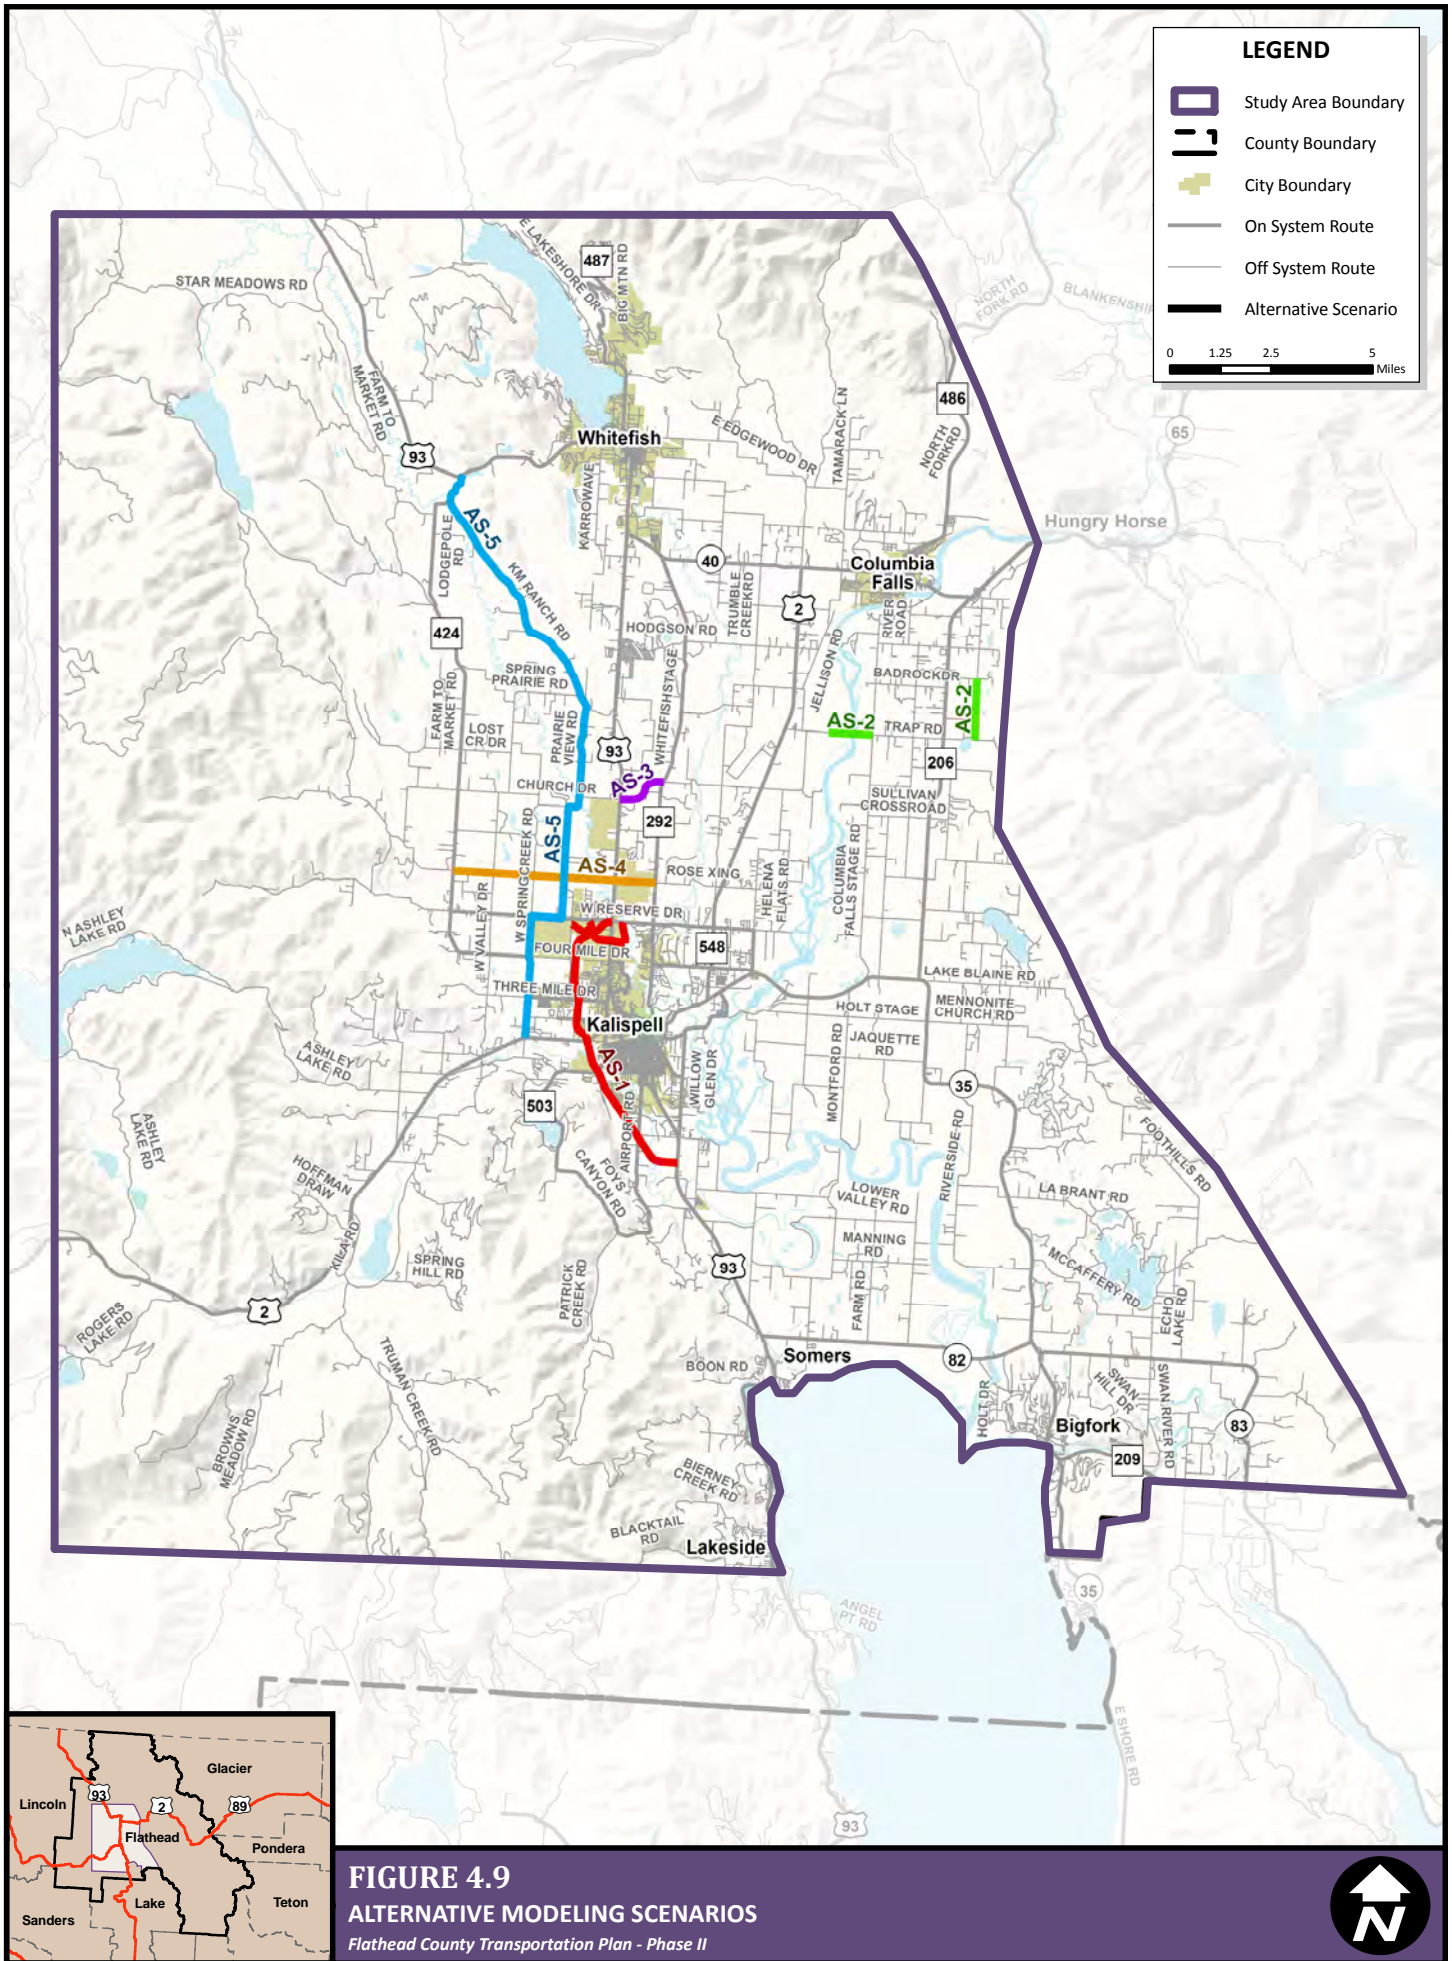 LEGEND
Study Area Boundary
County Boundary
City Boundary
On System Route
Off System Route
Alternative Scenario
0 1.25 2.5 5
Miles
E LAKESHORE DR
487
BIG MTN RD
STAR MEADOWS RD
NORTH
FORK RD
BLANKENSHIP
FARM TO
MARKET RD
486
65
TAMARACK LN
E EDGEWOOD DR
NORTH
FORKRD
Whitefish
93
KARROWAVE
AS-5
Hungry Horse
LODGEPOLE
RD
40
Columbia
Falls
KM RANCH RD
TRUMBLE
CREEKRD
2
RIVER
ROAD
424
HODGSON RD
JELLISON RD
SPRING
PRAIRIE RD
BADROCKDR
FARM TO
MARKET RD
WHITEFISHSTAGE
AS-2
AS-2
TRAP RD
LOST
CR DR
PRAIRIE
VIEW RD
93
206
CHURCH DR
AS-3
SULLIVAN
CROSSROAD
292
W SPRINGCREEK RD
AS-5
AS-4
ROSE XING
HELENA
FLATS RD
COLUMBIA
FALLS STAGE RD
W VALLEY DR
W RESERVE DR
N ASHLEY
LAKE RD
FOUR MILE DR
548
LAKE BLAINE RD
THREE MILE DR
HOLT STAGE
MENNONITE
CHURCH RD
Kalispell
MONTFORD RD
JAQUETTE
RD
ASHLEY
LAKE RD
AS-1
WILLOW
GLEN DR
35
503
AIRPORT RD
ASHLEY
LAKE RD
RIVERSIDE RD
FOOTHILLS RD
HOFFMAN
DRAW
FOYS
CANYON RD
LOWER
VALLEY RD
LA BRANT RD
KILA RD
MANNING
RD
SPRING
HILL RD
93
MCCAFFERY RD
PATRICK
CREEK RD
FARM RD
ECHO
LAKE RD
2
ROGERS
LAKE RD
TRUMAN CREEK RD
BOON RD
Somers
82
SWAN
HILL DR
SWAN RIVER RD
HOLT DR
BROWNS
MEADOW RD
Bigfork
83
209
BIERNEY
CREEK RD
BLACKTAIL
RD
Lakeside
35
ANGEL
PT RD
E SHORE RD
93
Glacier
93
Lincoln
2
89
Flathead
Pondera
Lake
Teton
Sanders
FIGURE 4.9
ALTERNATIVE MODELING SCENARIOS
Flathead County Transportation Plan - Phase II
N